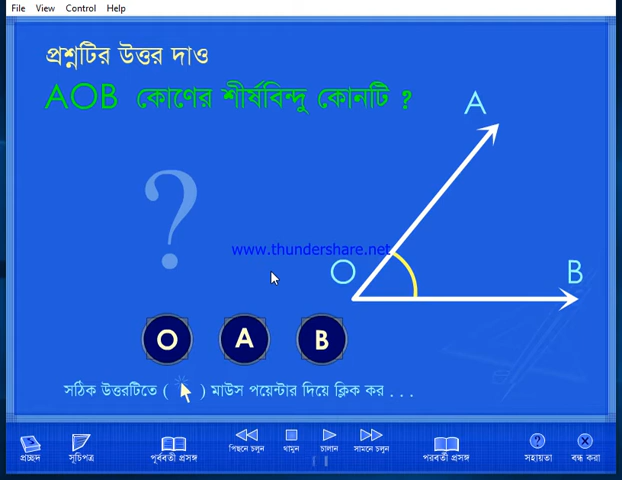 File View Control Help
প্রশ্নটির উত্তর দাও
AOB কোণের শীর্ষবিন্দু কোনটি ?
A
?
www.thundershare.net
O
B
O A B
সঠিক উত্তরটিতে ( ) মাউস পয়েন্টার দিয়ে ক্লিক কর . . .
প্রচ্ছদ সূচিপত্র পূর্ববর্তী প্রসঙ্গ পিছনে চলুন থামুন চালান সামনে চলুন পরবর্তী প্রসঙ্গ সহায়তা বন্ধ করা